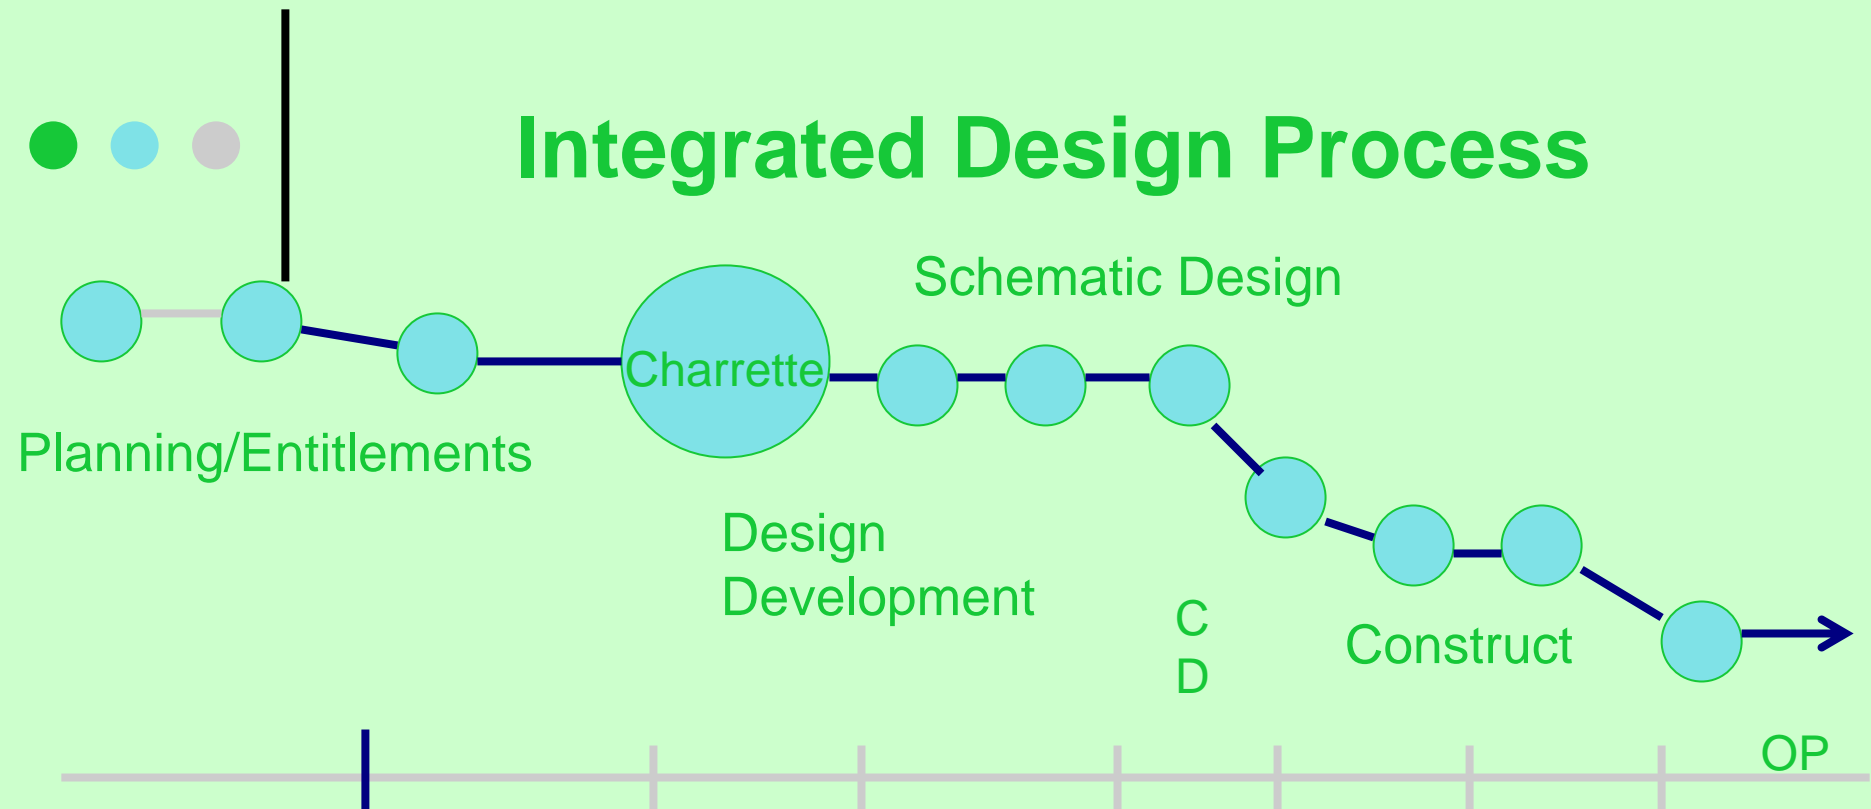 Integrated Design Process
Schematic Design
Charrette
Planning/Entitlements
Design
Development
C
D
Construct
OP